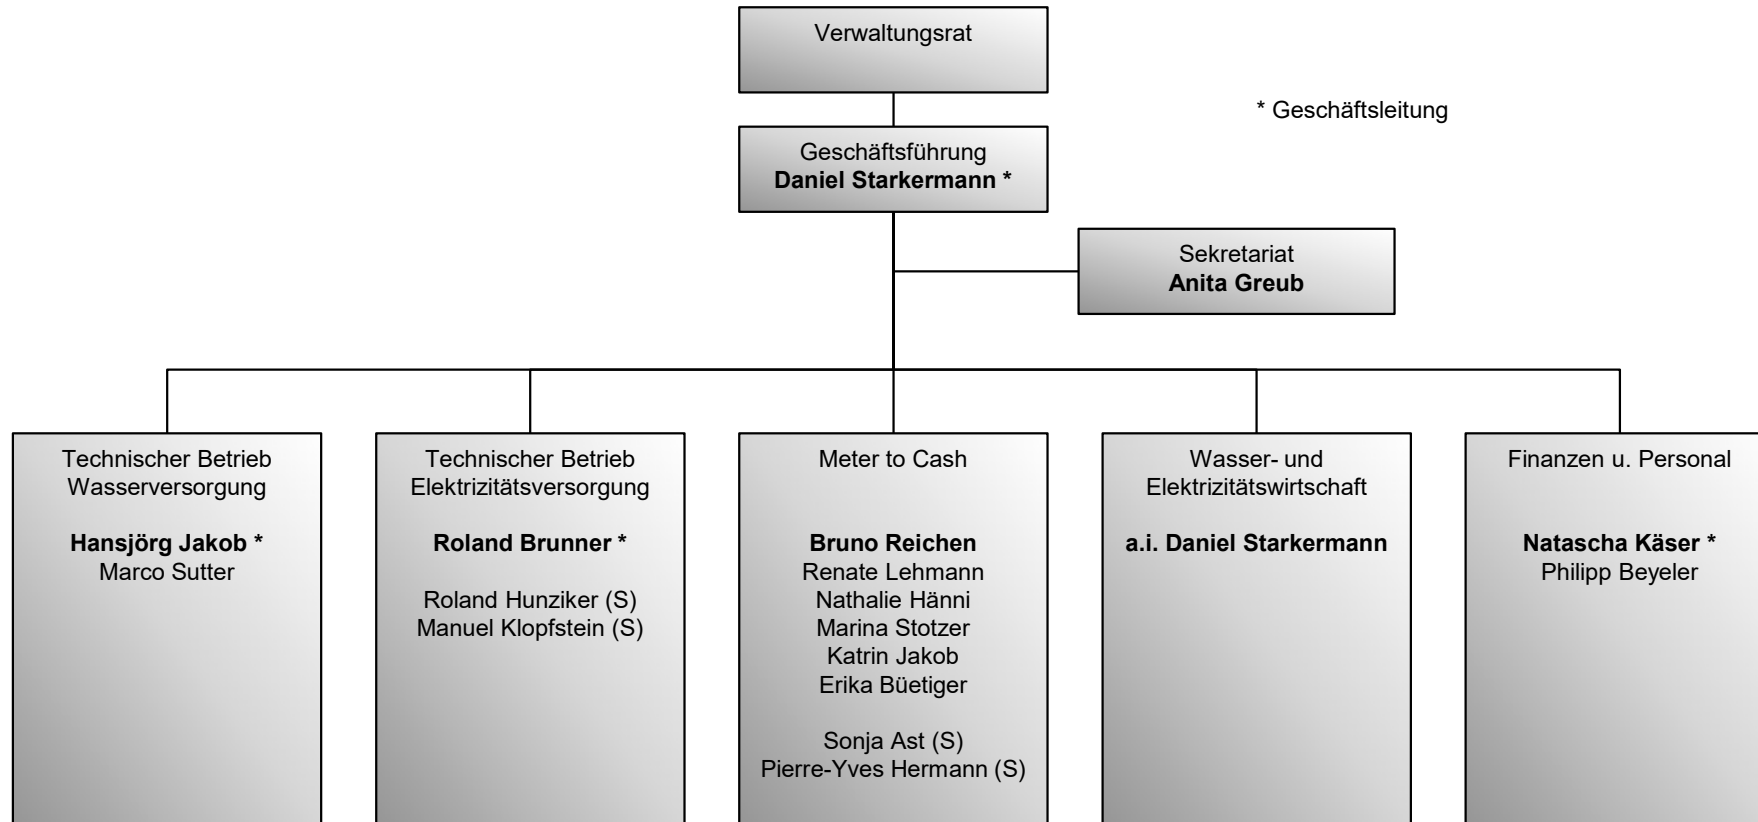 Verwaltungsrat
* Geschäftsleitung
Geschäftsführung
Daniel Starkermann *
Sekretariat
Anita Greub
Technischer Betrieb
Wasserversorgung
Hansjörg Jakob *
Marco Sutter
Technischer Betrieb
Elektrizitätsversorgung
Roland Brunner *
Roland Hunziker (S)
Manuel Klopfstein (S)
Meter to Cash
Bruno Reichen
Renate Lehmann
Nathalie Hänni
Marina Stotzer
Katrin Jakob
Erika Büetiger
Sonja Ast (S)
Pierre-Yves Hermann (S)
Wasser- und
Elektrizitätswirtschaft
a.i. Daniel Starkermann
Finanzen u. Personal
Natascha Käser *
Philipp Beyeler